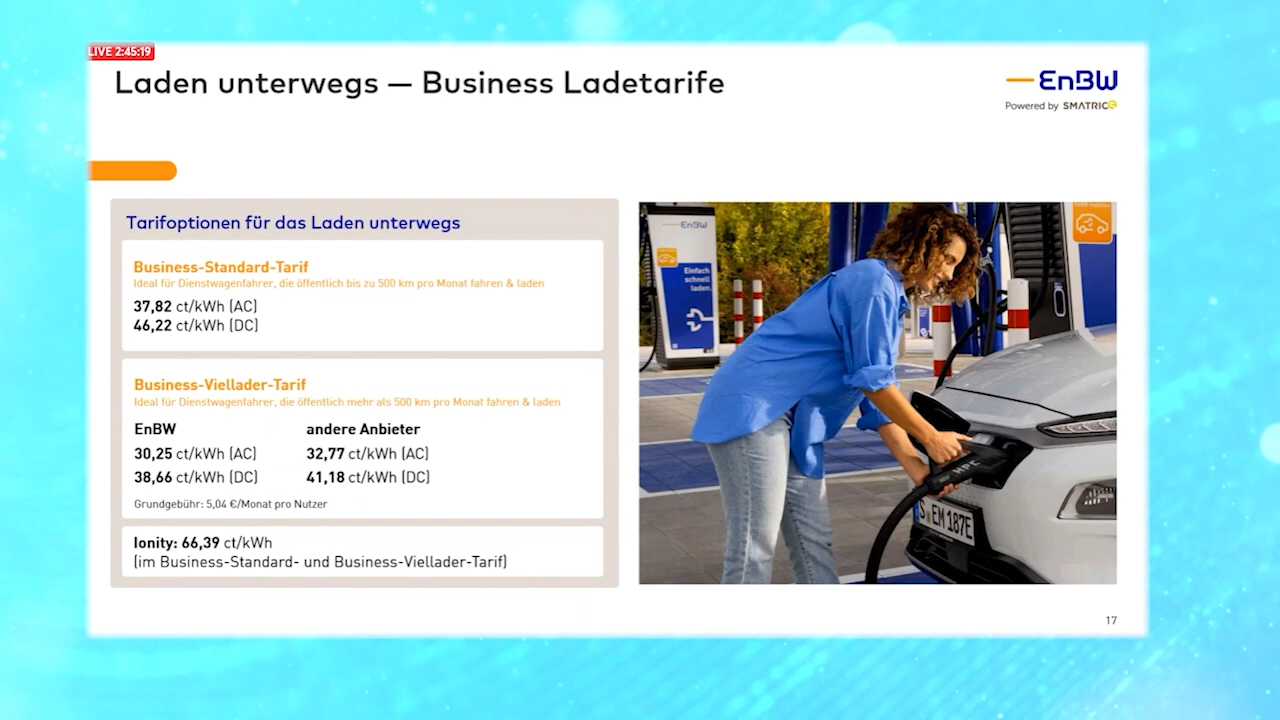 LIVE 2:45:19
Laden unterwegs — Business Ladetarife
EnBW
Powered by SMATRICS
Tarifoptionen für das Laden unterwegs
Business-Standard-Tarif
Ideal für Dienstwagenfahrer, die öffentlich bis zu 500 km pro Monat fahren & laden
37,82 ct/kWh (AC)
46,22 ct/kWh (DC)
Business-Viellader-Tarif
Ideal für Dienstwagenfahrer, die öffentlich mehr als 500 km pro Monat fahren & laden
EnBW andere Anbieter
30,25 ct/kWh (AC) 32,77 ct/kWh (AC)
38,66 ct/kWh (DC) 41,18 ct/kWh (DC)
Grundgebühr: 5,04 €/Monat pro Nutzer
Ionity: 66,39 ct/kWh
(im Business-Standard- und Business-Viellader-Tarif)
EnBW
Einfach
schnell
laden.
HPC
S EM 187E
17